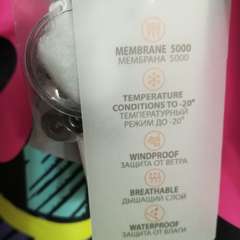 MEMBRANE 5000
МЕМБРАНА 5000
TEMPERATURE
CONDITIONS TO -20°
ТЕМПЕРАТУРНЫЙ
РЕЖИМ ДО -20°
WINDPROOF
ЗАЩИТА ОТ ВЕТРА
BREATHABLE
ДЫШАЩИЙ СЛОЙ
WATERPROOF
ЗАЩИТА ОТ ВЛАГИ